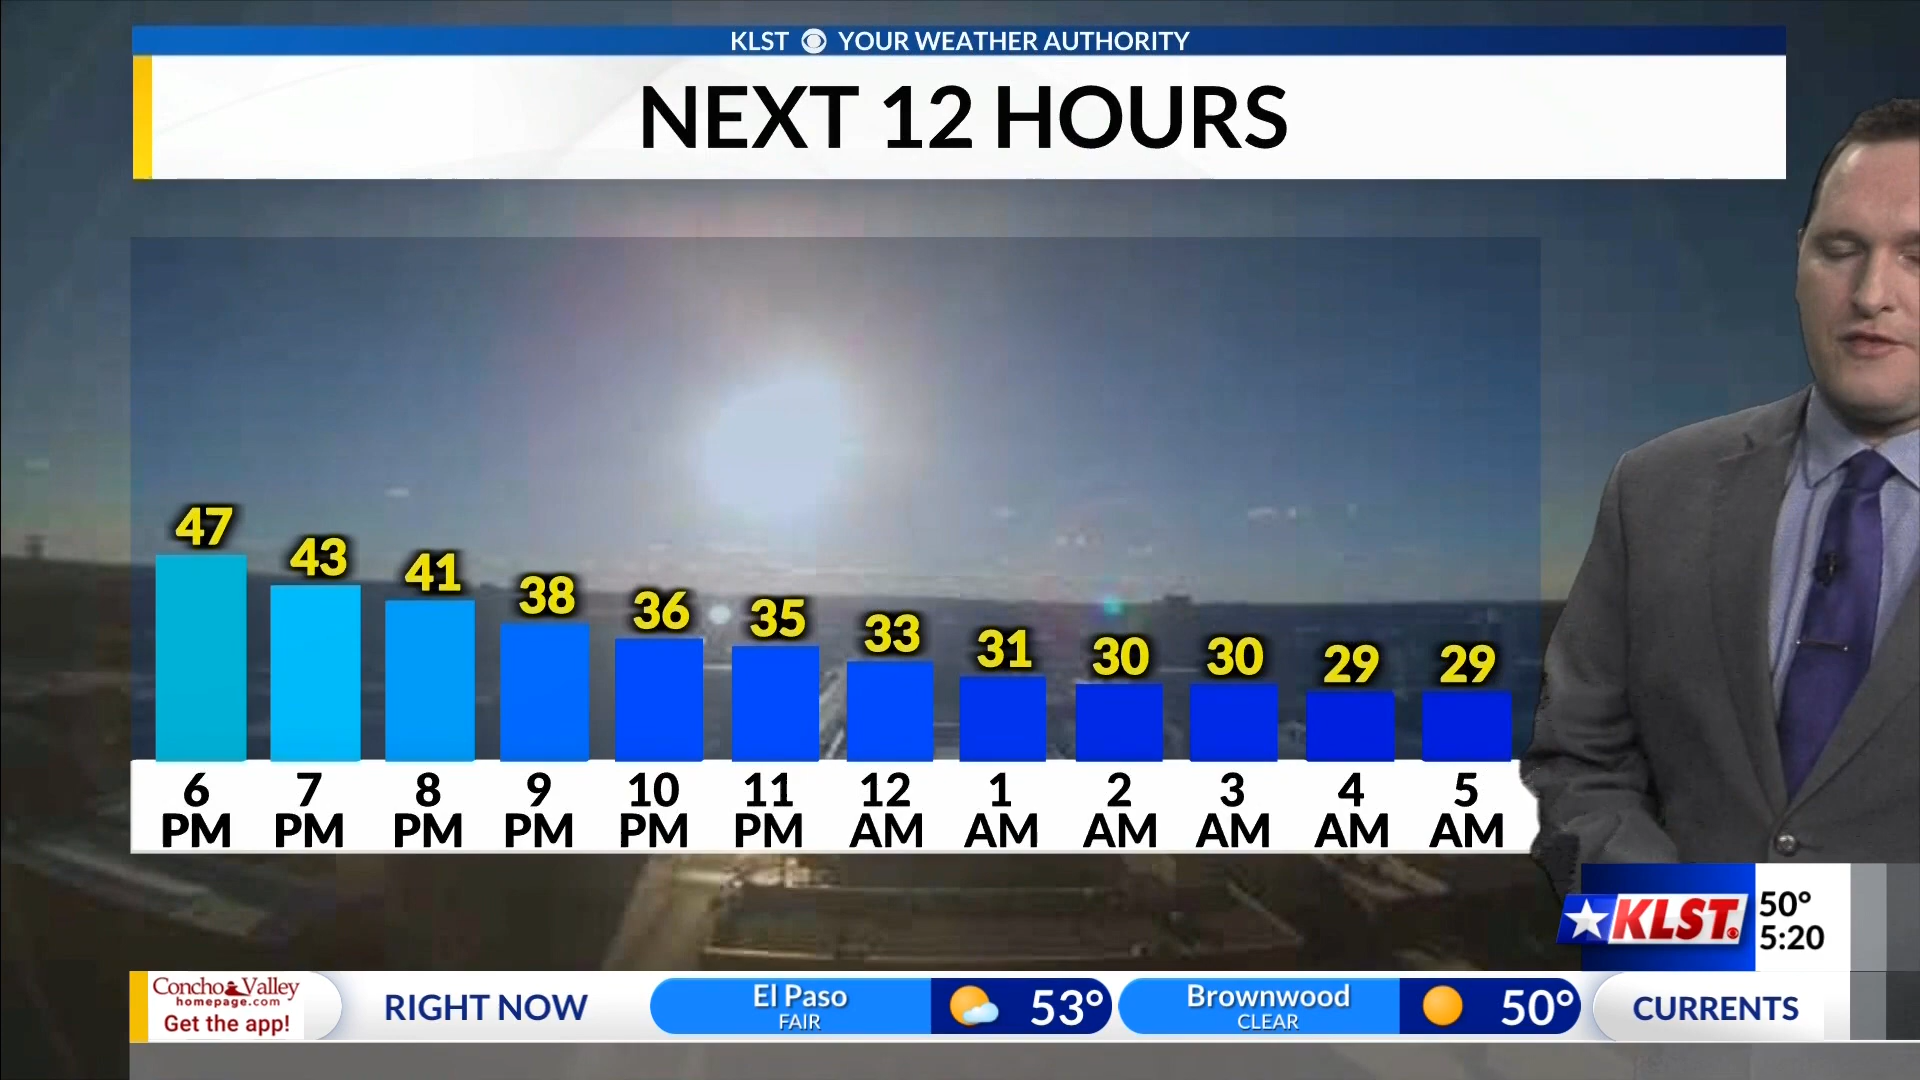 KLST YOUR WEATHER AUTHORITY
NEXT 12 HOURS
47 43 41 38 36 35 33 31 30 30 29 29
6 PM 7 PM 8 PM 9 PM 10 PM 11 PM 12 AM 1 AM 2 AM 3 AM 4 AM 5 AM
KLST.
50°
5:20
Concho Valley
homepage.com
Get the app!
RIGHT NOW
El Paso
FAIR
53°
Brownwood
CLEAR
50°
CURRENTS